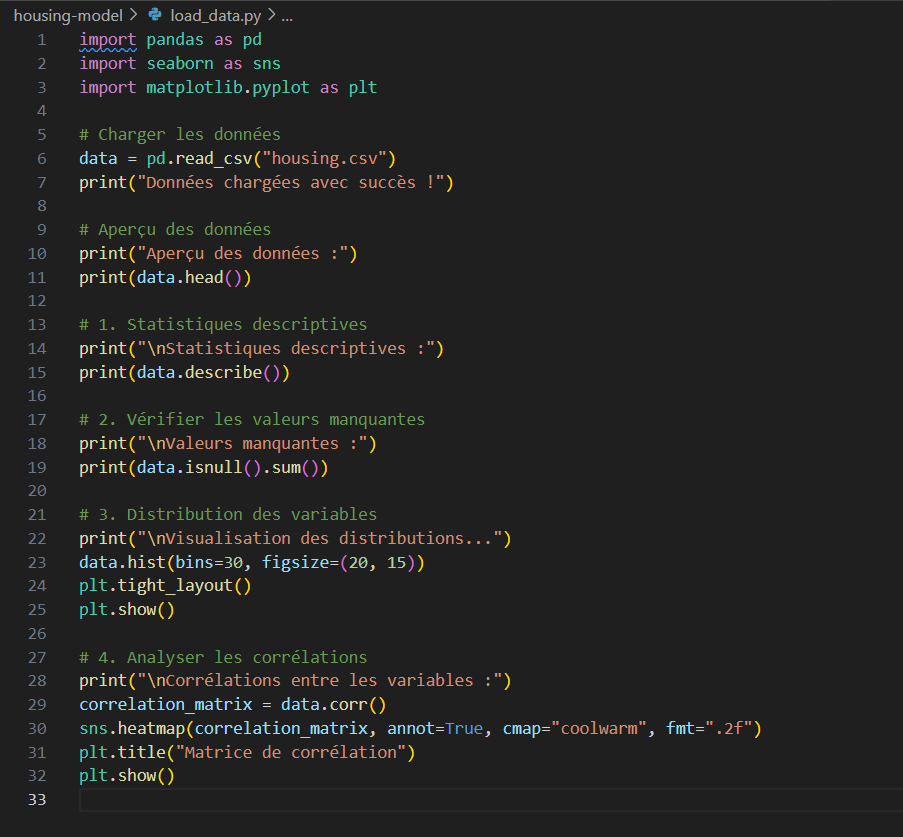 housing-model > load_data.py > ...
1 import pandas as pd
2 import seaborn as sns
3 import matplotlib.pyplot as plt
4
5 # Charger les données
6 data = pd.read_csv("housing.csv")
7 print("Données chargées avec succès !")
8
9 # Aperçu des données
10 print("Aperçu des données :")
11 print(data.head())
12
13 # 1. Statistiques descriptives
14 print("\nStatistiques descriptives :")
15 print(data.describe())
16
17 # 2. Vérifier les valeurs manquantes
18 print("\nValeurs manquantes :")
19 print(data.isnull().sum())
20
21 # 3. Distribution des variables
22 print("\nVisualisation des distributions...")
23 data.hist(bins=30, figsize=(20, 15))
24 plt.tight_layout()
25 plt.show()
26
27 # 4. Analyser les corrélations
28 print("\nCorrélations entre les variables :")
29 correlation_matrix = data.corr()
30 sns.heatmap(correlation_matrix, annot=True, cmap="coolwarm", fmt=".2f")
31 plt.title("Matrice de corrélation")
32 plt.show()
33